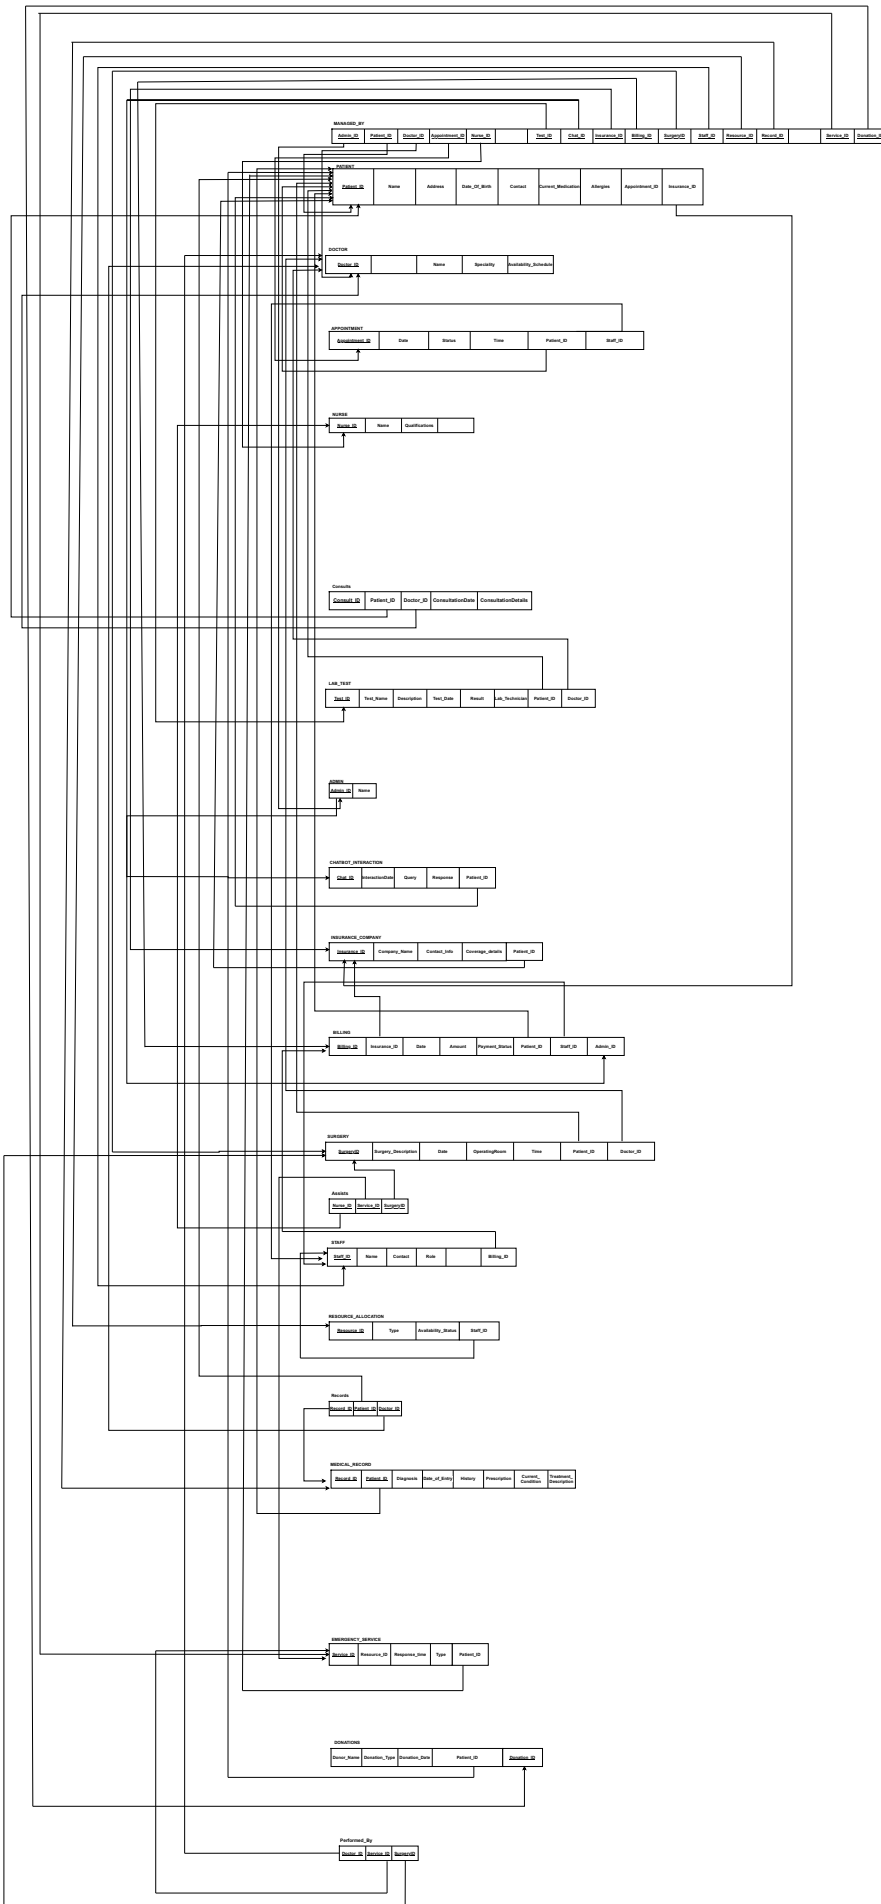 MANAGED_BY
Admin_ID Patient_ID Doctor_ID Appointment_ID Nurse_ID Test_ID Chat_ID Insurance_ID Billing_ID SurgeryID Staff_ID Resource_ID Record_ID Service_ID Donation_ID
PATIENT
Patient_ID Name Address Date_Of_Birth Contact Current_Medication Allergies Appointment_ID Insurance_ID
DOCTOR
Doctor_ID Name Speciality Availability_Schedule
APPOINTMENT
Appointment_ID Date Status Time Patient_ID Staff_ID
NURSE
Nurse_ID Name Qualifications
Consults
Consult_ID Patient_ID Doctor_ID ConsultationDate ConsultationDetails
LAB_TEST
Test_ID Test_Name Description Test_Date Result Lab_Technician Patient_ID Doctor_ID
ADMIN
Admin_ID Name
CHATBOT_INTERACTION
Chat_ID InteractionDate Query Response Patient_ID
INSURANCE_COMPANY
Insurance_ID Company_Name Contact_Info Coverage_details Patient_ID
BILLING
Billing_ID Insurance_ID Date Amount Payment_Status Patient_ID Staff_ID Admin_ID
SURGERY
SurgeryID Surgery_Description Date OperatingRoom Time Patient_ID Doctor_ID
Assists
Nurse_ID Service_ID SurgeryID
STAFF
Staff_ID Name Contact Role Billing_ID
RESOURCE_ALLOCATION
Resource_ID Type Availability_Status Staff_ID
Records
Record_ID Patient_ID Doctor_ID
MEDICAL_RECORD
Record_ID Patient_ID Diagnosis Date_of_Entry History Prescription Current_ Treatment_
Condition Description
EMERGENCY_SERVICE
Service_ID Resource_ID Response_time Type Patient_ID
DONATIONS
Donor_Name Donation_Type Donation_Date Patient_ID Donation_ID
Performed_By
Doctor_ID Service_ID SurgeryID